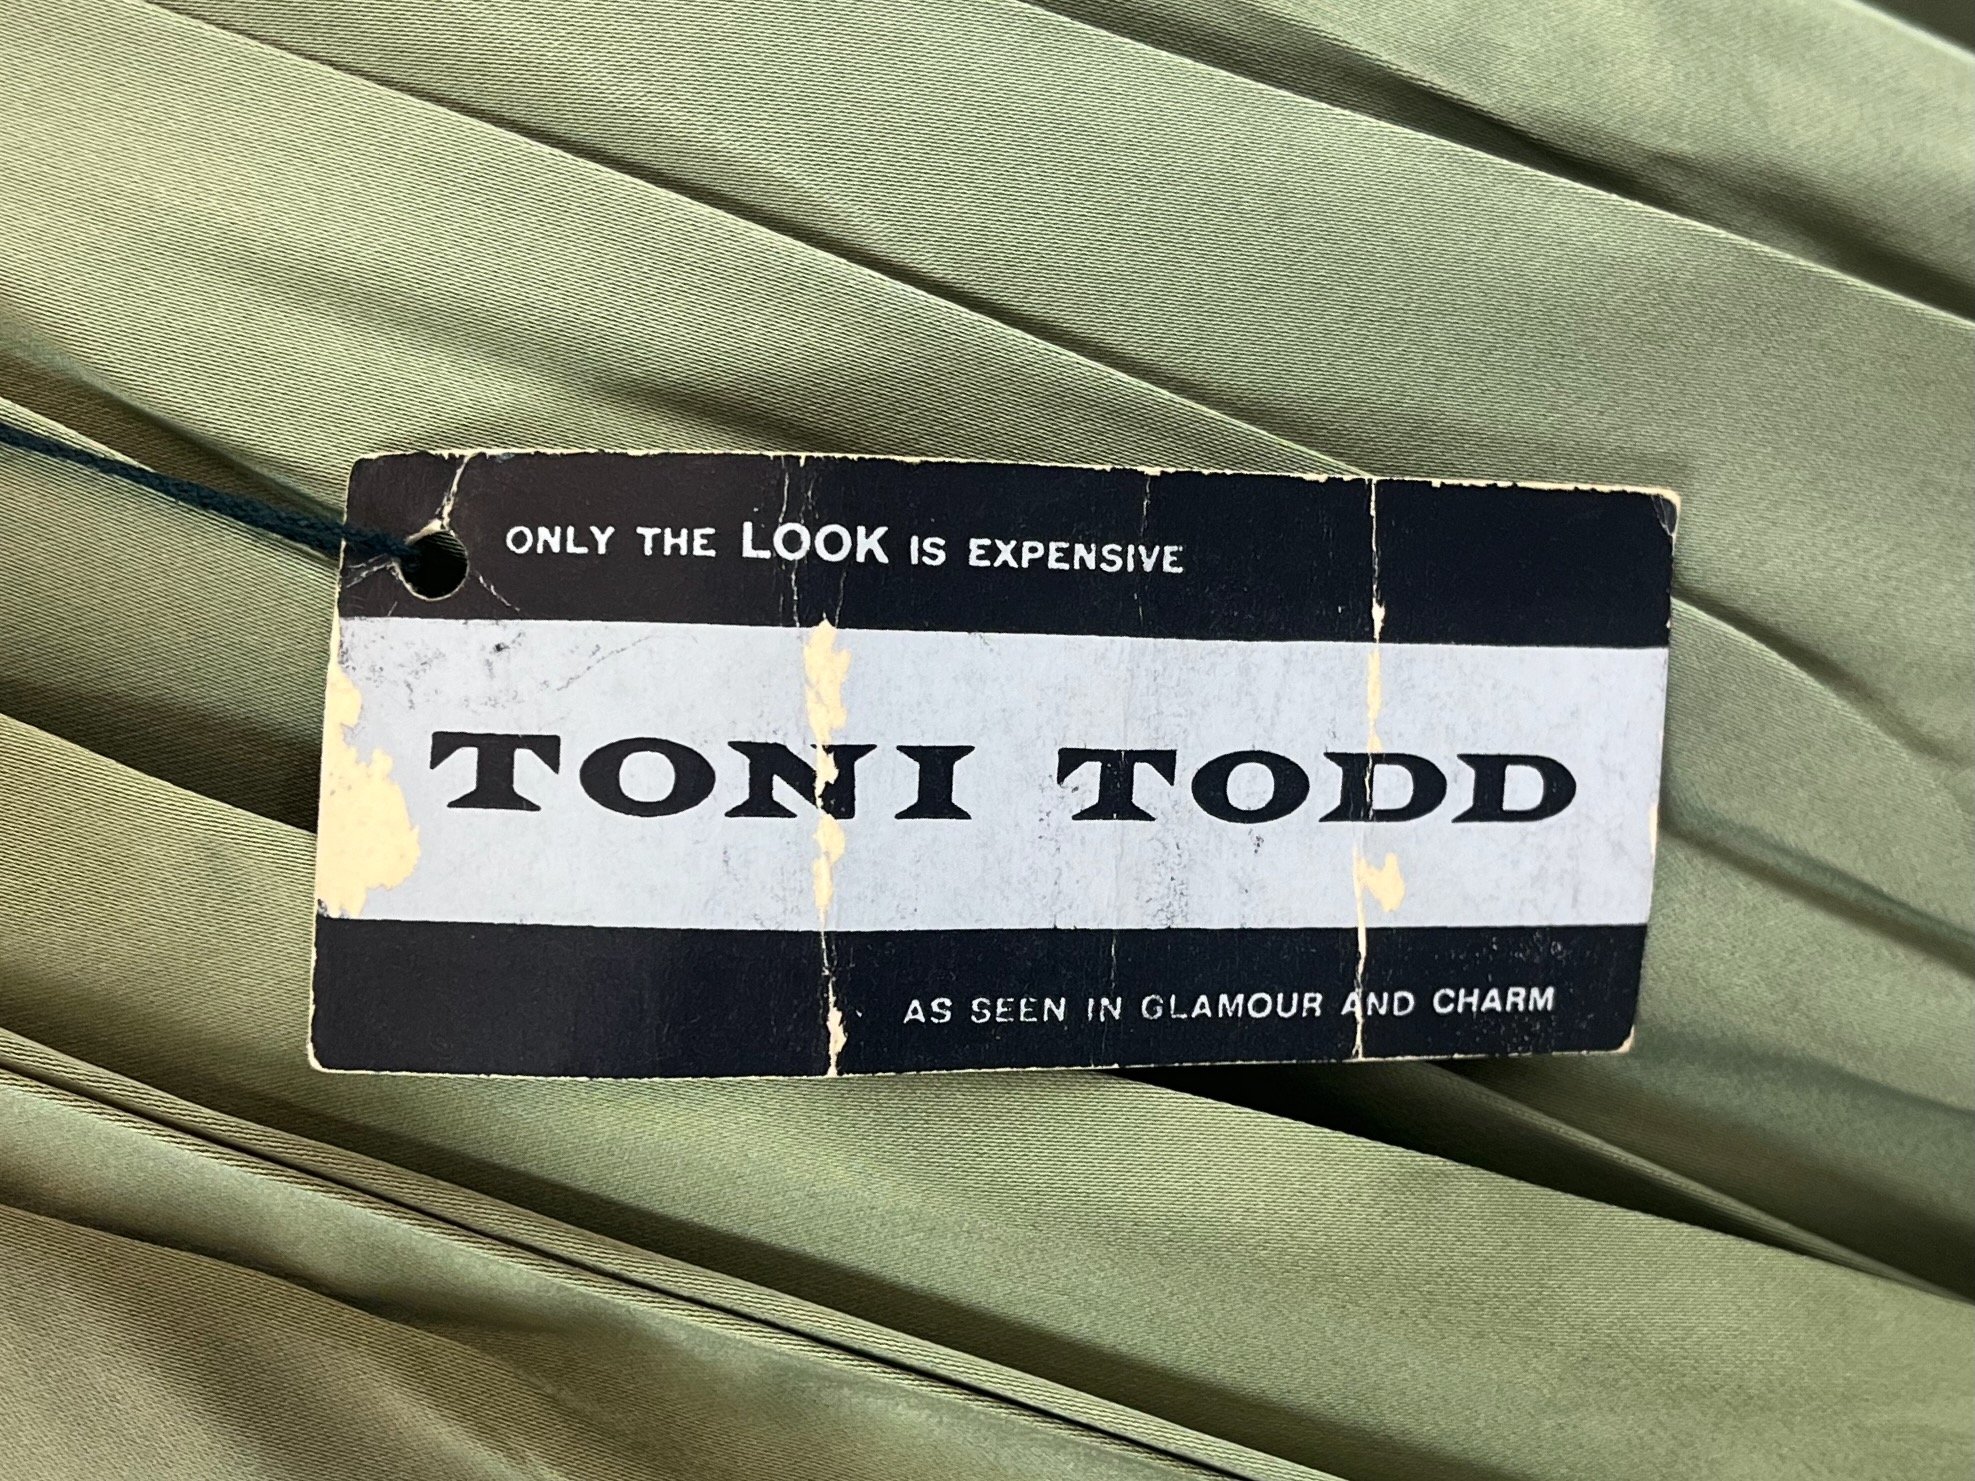 ONLY THE LOOK IS EXPENSIVE
TONI TODD
AS SEEN IN GLAMOUR AND CHARM